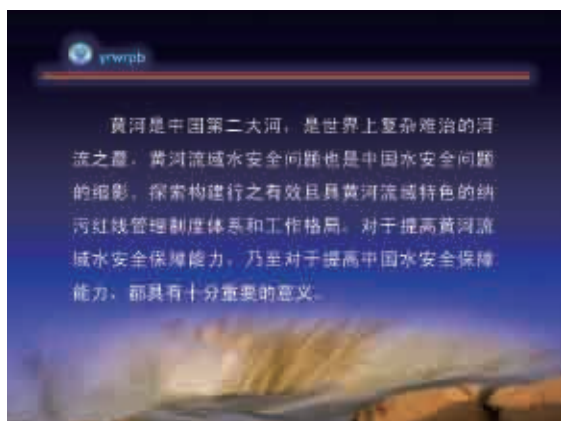 yrwrpb
黄河是中国第二大河，是世界上复杂难治的河
流之最，黄河流域水安全问题也是中国水安全问题
的缩影，探索构建行之有效且具黄河流域特色的纳
污红线管理制度体系和工作格局，对于提高黄河流
域水安全保障能力，乃至对于提高中国水安全保障
能力，都具有十分重要的意义。